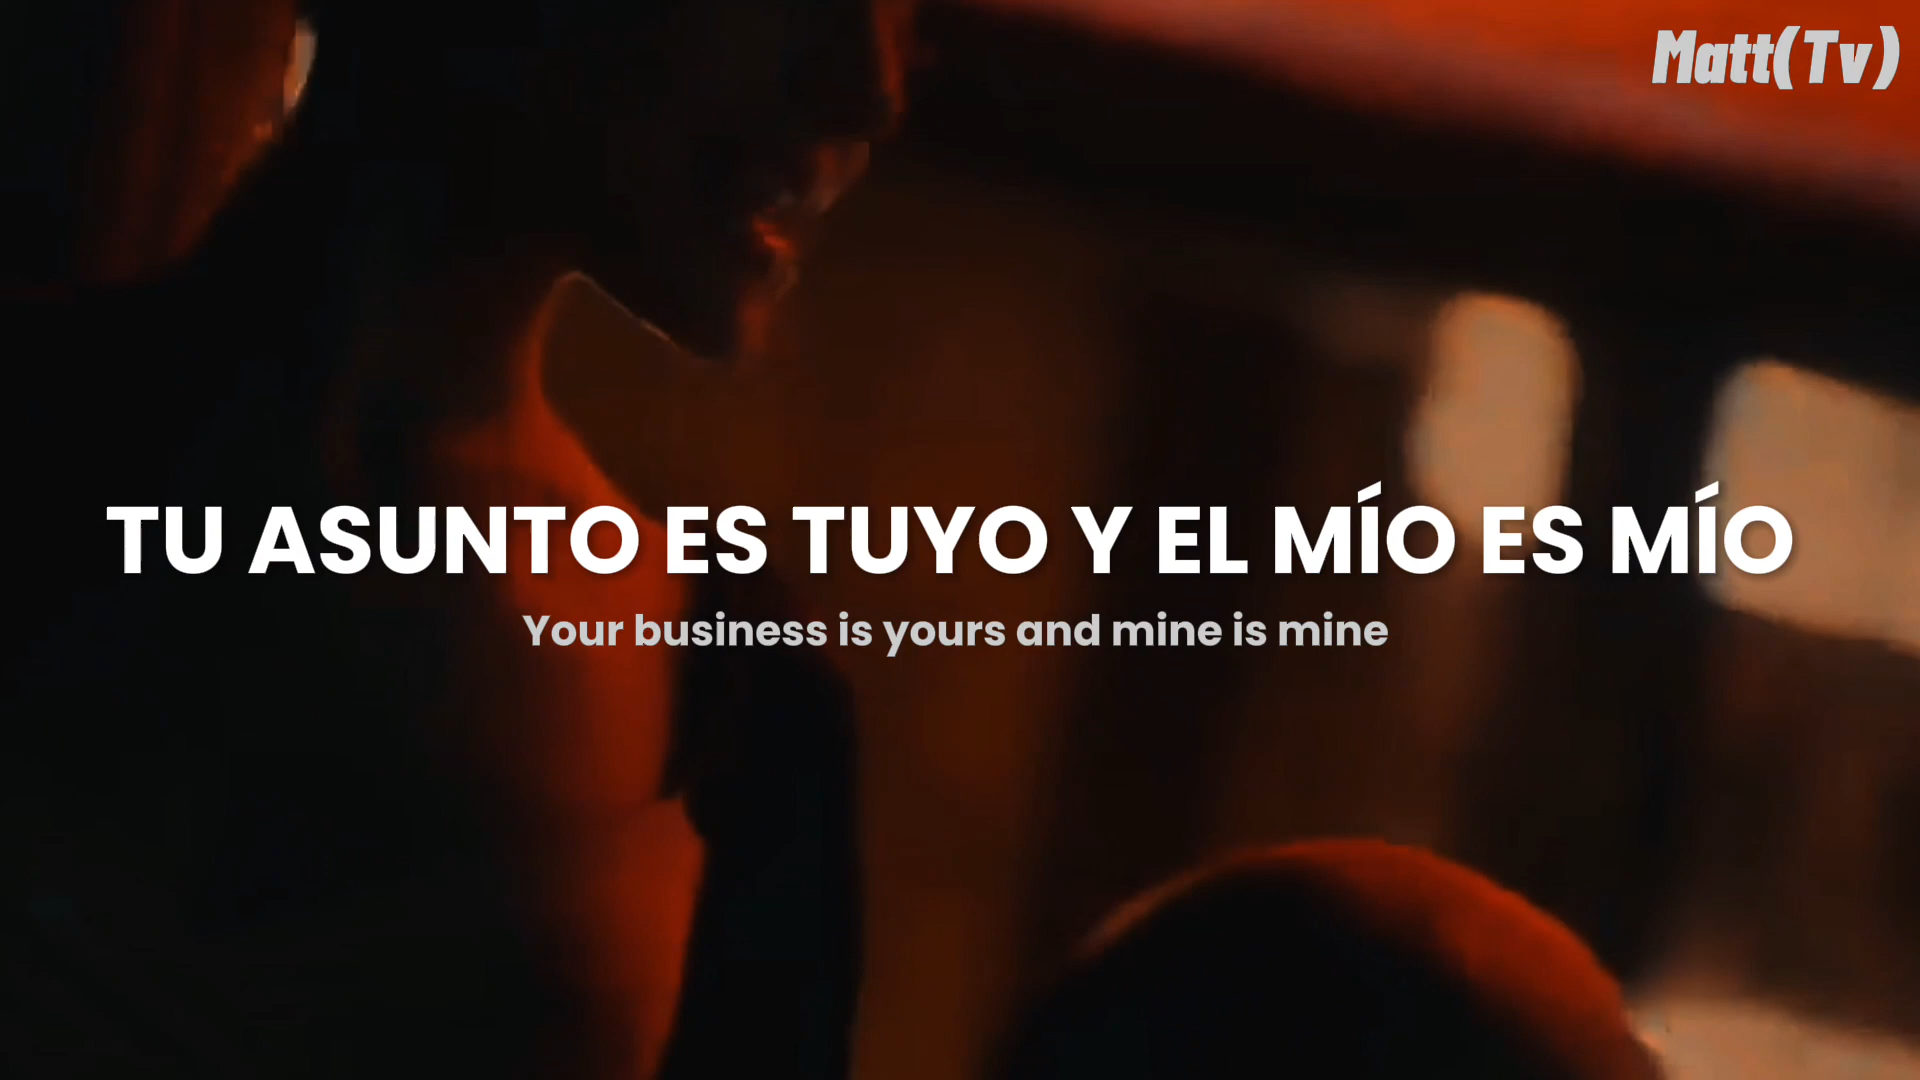 Matt(Tv)
TU ASUNTO ES TUYO Y EL MÍO ES MÍO
Your business is yours and mine is mine